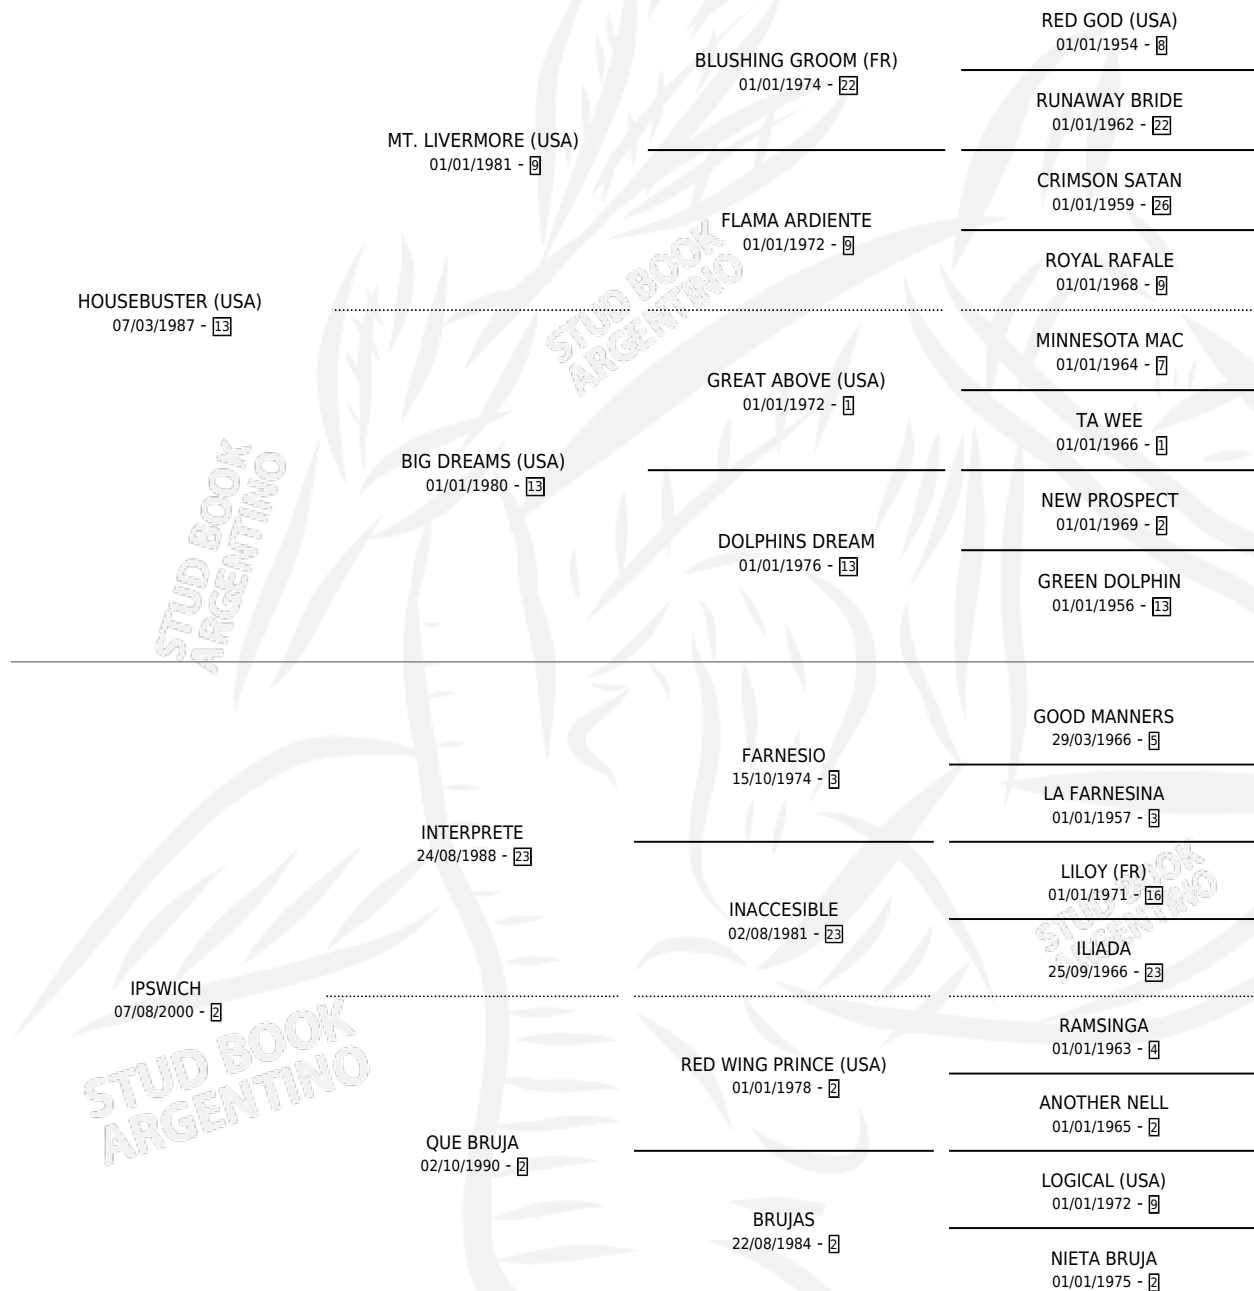 RED GOD (USA)
01/01/1954 - 8
BLUSHING GROOM (FR)
01/01/1974 - 22
RUNAWAY BRIDE
01/01/1962 - 22
MT. LIVERMORE (USA)
01/01/1981 - 9
CRIMSON SATAN
01/01/1959 - 26
FLAMA ARDIENTE
01/01/1972 - 9
ROYAL RAFALE
01/01/1968 - 9
HOUSEBUSTER (USA)
07/03/1987 - 13
MINNESOTA MAC
01/01/1964 - 7
GREAT ABOVE (USA)
01/01/1972 - 1
TA WEE
01/01/1966 - 1
BIG DREAMS (USA)
01/01/1980 - 13
NEW PROSPECT
01/01/1969 - 2
DOLPHINS DREAM
01/01/1976 - 13
GREEN DOLPHIN
01/01/1956 - 13
STUD BOOK
ARGENTINO
STUD BOOK
ARGENTINO
GOOD MANNERS
29/03/1966 - 5
FARNESIO
15/10/1974 - 3
LA FARNESINA
01/01/1957 - 3
INTERPRETE
24/08/1988 - 23
LILOY (FR)
01/01/1971 - 16
INACCESIBLE
02/08/1981 - 23
ILIADA
25/09/1966 - 23
IPSWICH
07/08/2000 - 2
RAMSINGA
01/01/1963 - 4
RED WING PRINCE (USA)
01/01/1978 - 2
ANOTHER NELL
01/01/1965 - 2
QUE BRUJA
02/10/1990 - 2
LOGICAL (USA)
01/01/1972 - 9
BRUJAS
22/08/1984 - 2
NIETA BRUJA
01/01/1975 - 2
STUD BOOK
ARGENTINO
STUD BOOK
ARGENTINO